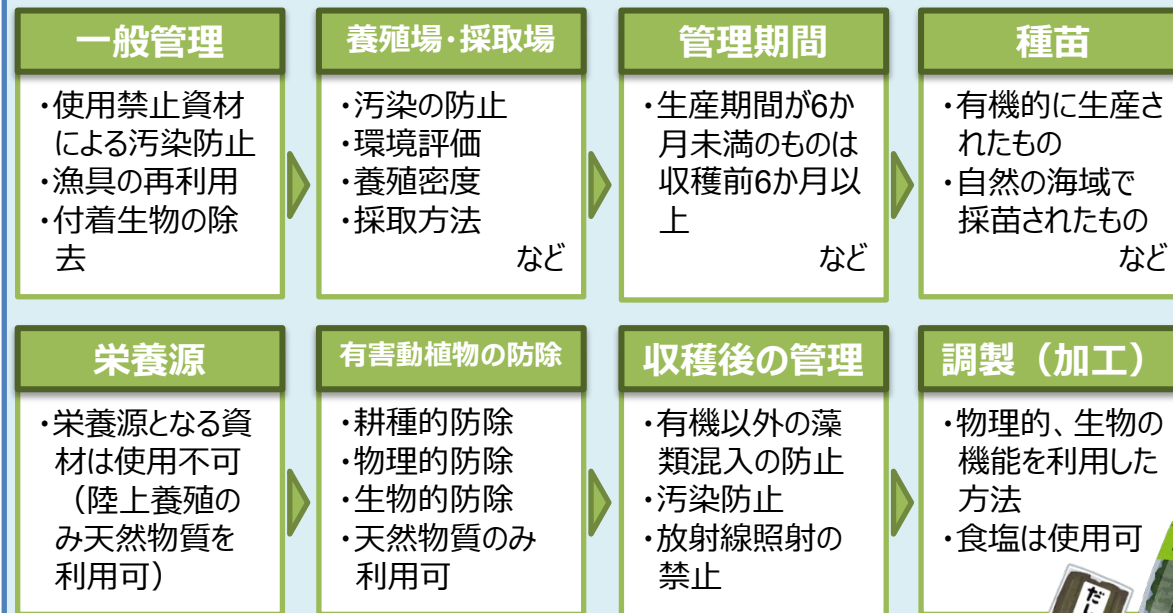 一般管理
・使用禁止資材
による汚染防止
・漁具の再利用
・付着生物の除
去
養殖場・採取場
・汚染の防止
・環境評価
・養殖密度
・採取方法
など
管理期間
・生産期間が6か
月未満のものは
収穫前6か月以
上
など
種苗
・有機的に生産さ
れたもの
・自然の海域で
採苗されたもの
など
栄養源
・栄養源となる資
材は使用不可
（陸上養殖の
み天然物質を
利用可）
有害動植物の防除
・耕種的防除
・物理的防除
・生物的防除
・天然物質のみ
利用可
収穫後の管理
・有機以外の藻
類混入の防止
・汚染防止
・放射線照射の
禁止
調製（加工）
・物理的、生物の
機能を利用した
方法
・食塩は使用可